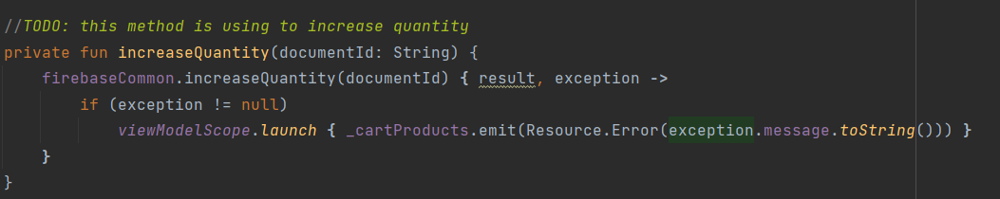 //TODO: this method is using to increase quantity
private fun increaseQuantity(documentId: String) {
    firebaseCommon.increaseQuantity(documentId) { result, exception ->
        if (exception != null)
            viewModelScope.launch { _cartProducts.emit(Resource.Error(exception.message.toString())) }
    }
}